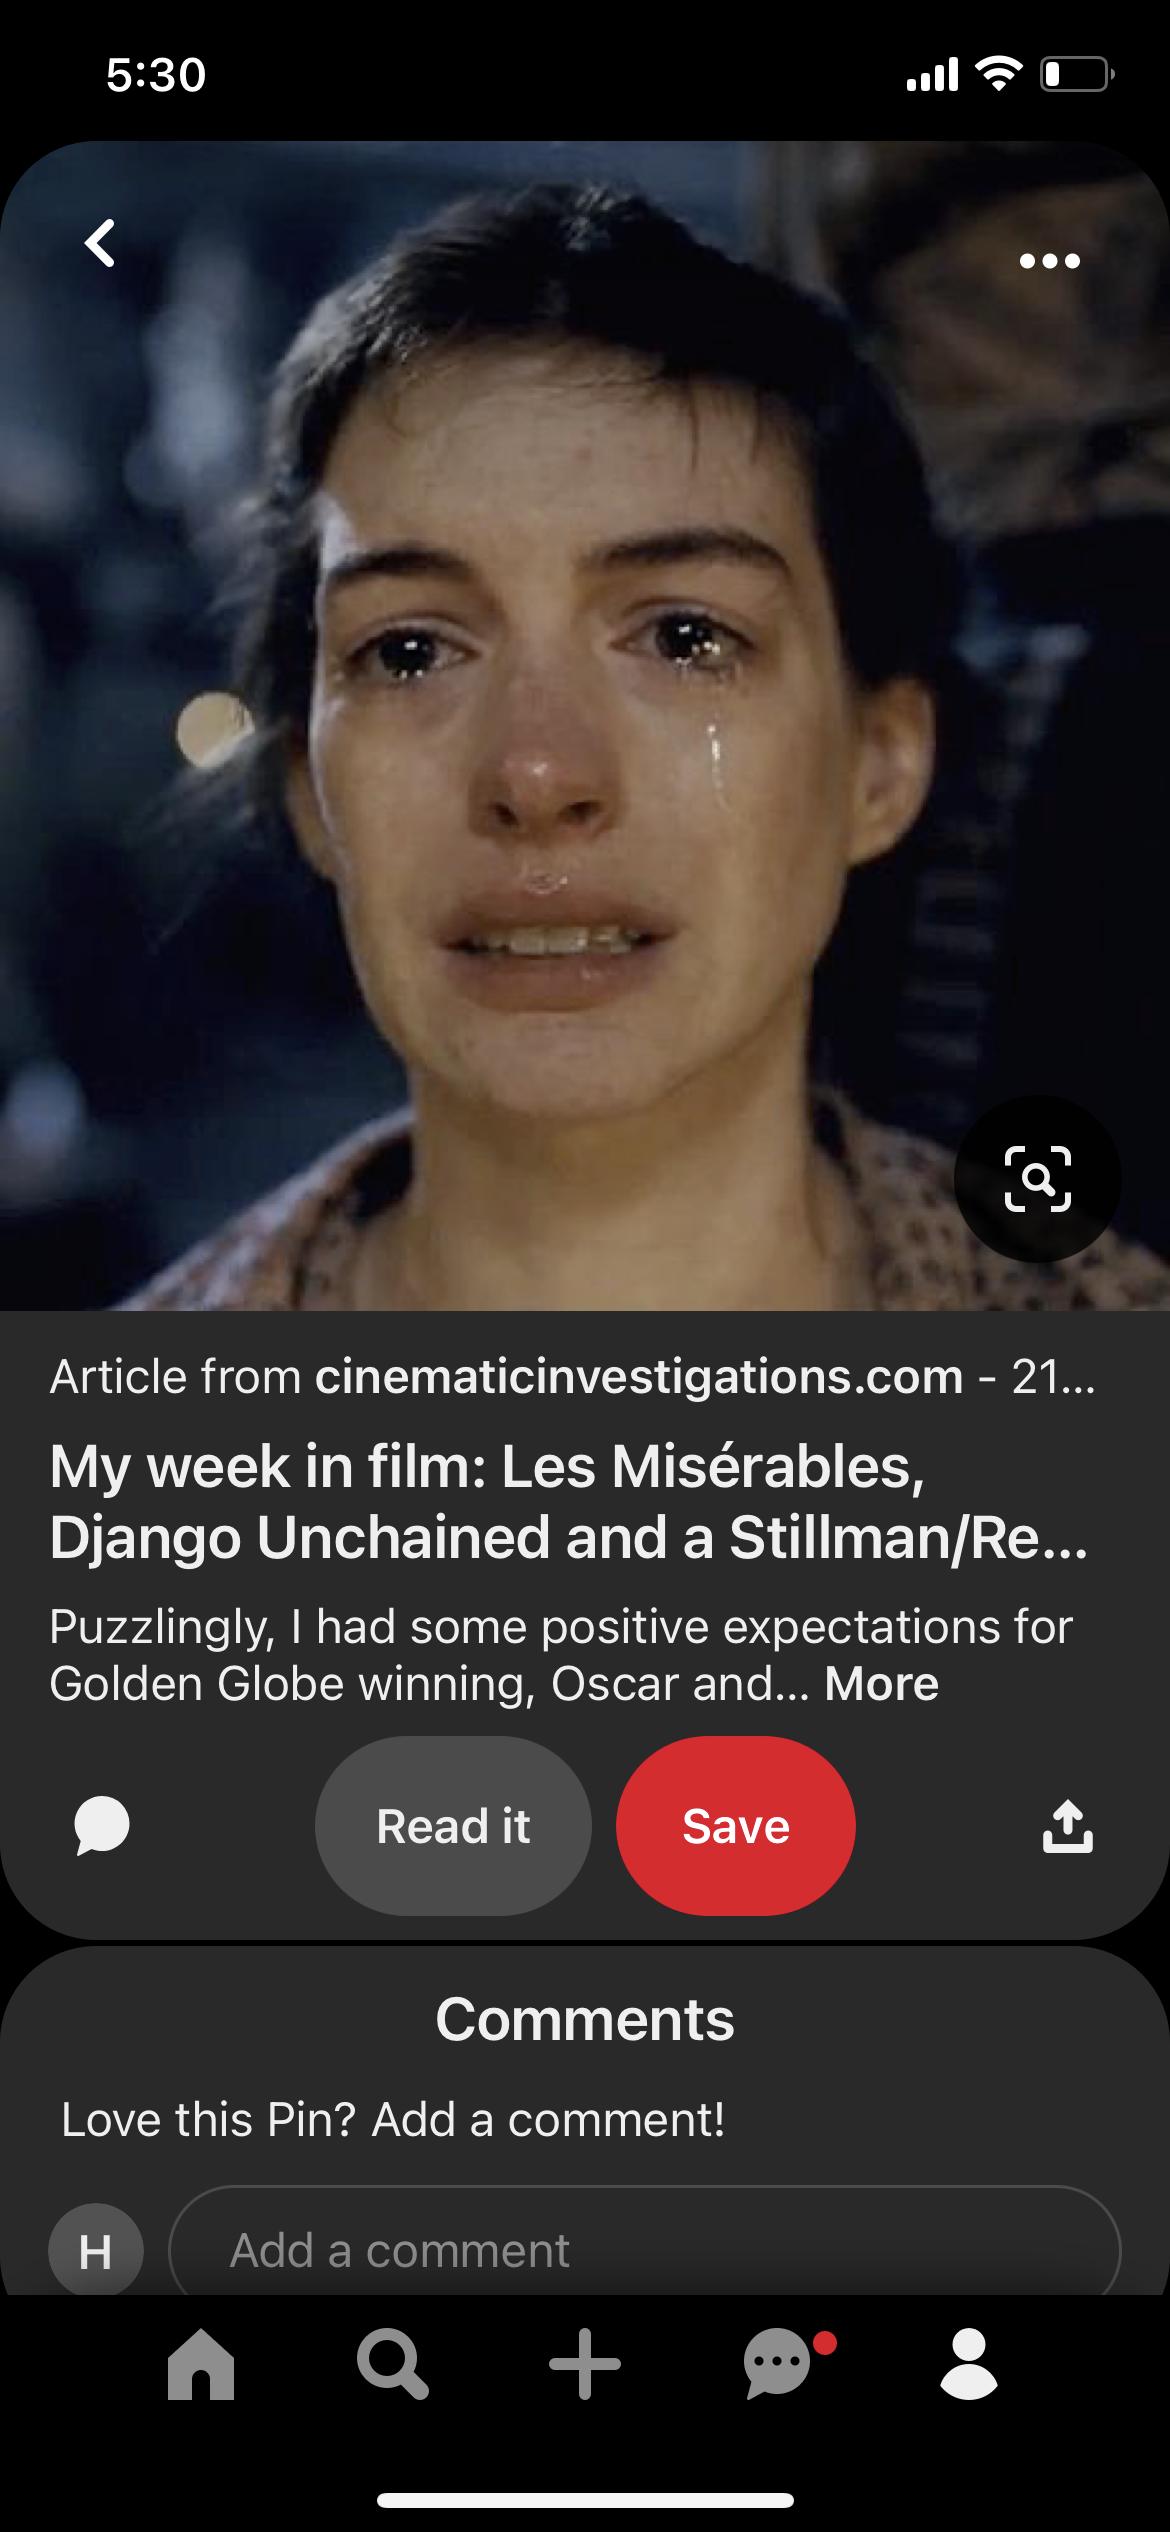 5:30
Article from cinematicinvestigations.com - 21...
My week in film: Les Misérables,
Django Unchained and a Stillman/Re...
Puzzlingly, I had some positive expectations for
Golden Globe winning, Oscar and... More
Read it
Save
Comments
Love this Pin? Add a comment!
H
Add a comment